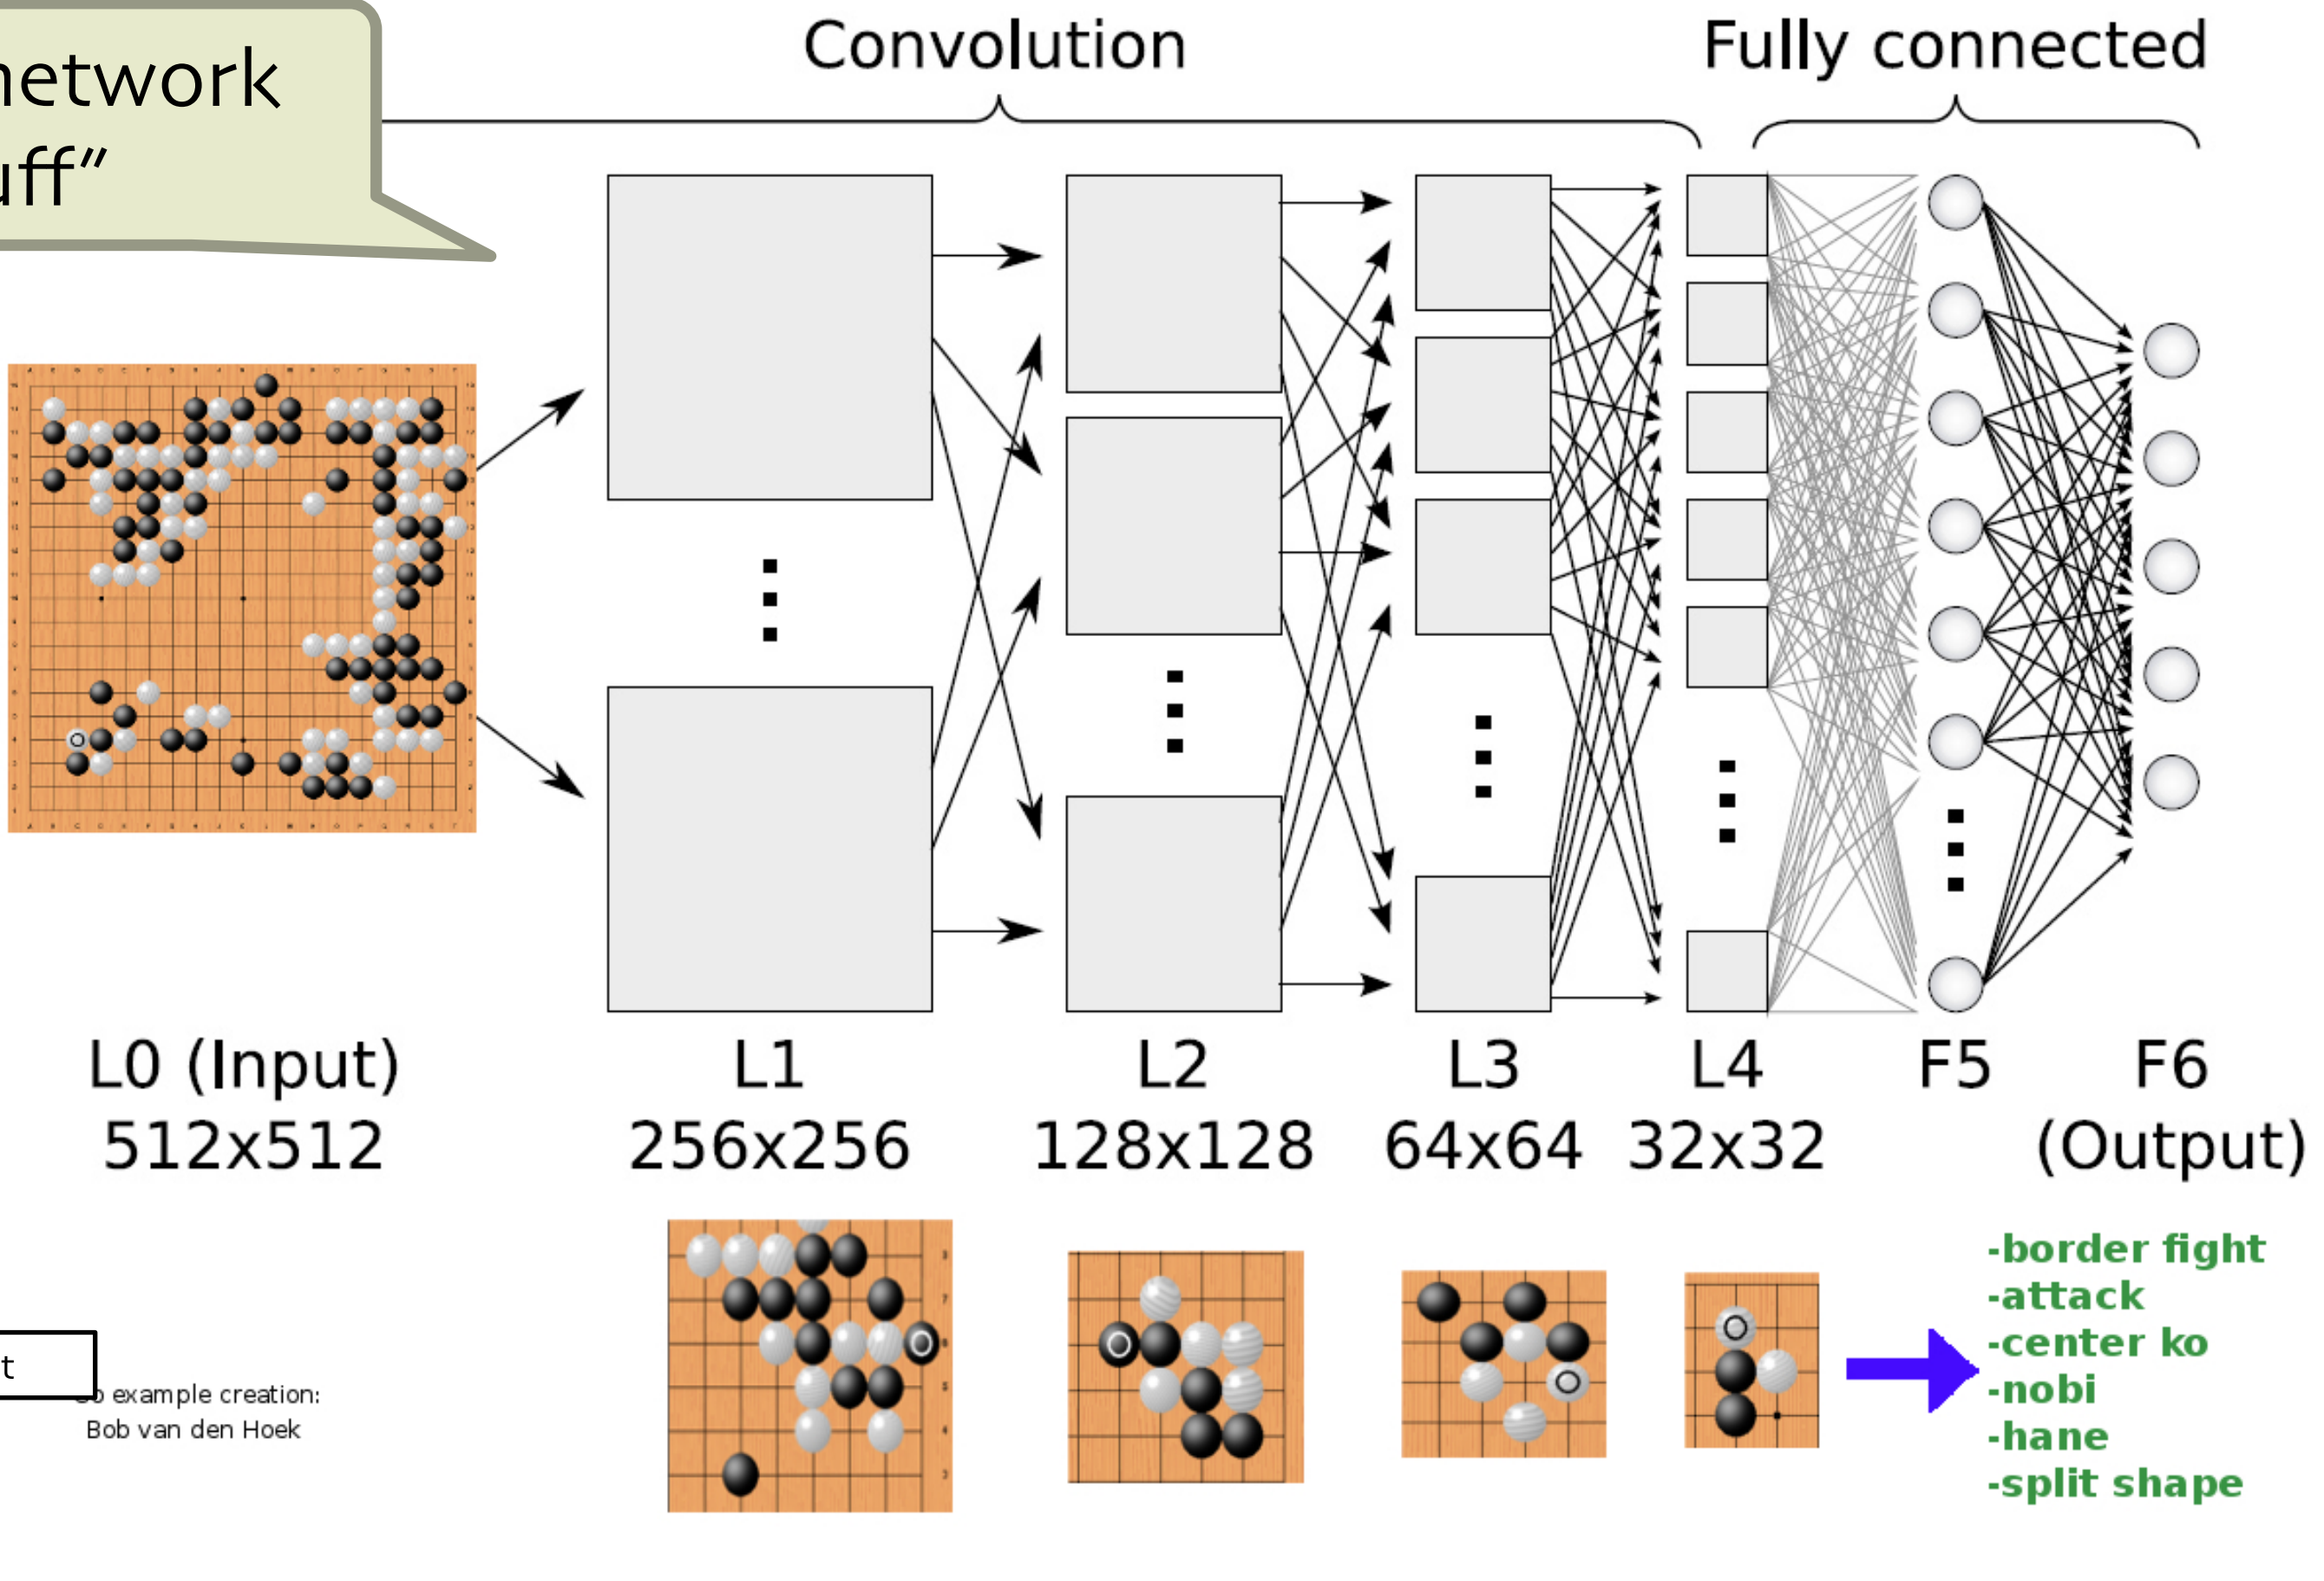 network
uff“
Convolution
Fully connected
L0 (Input)
512x512
L1
256x256
L2
128x128
L3
64x64
L4
32x32
F5
F6
(Output)
t
example creation:
Bob van den Hoek
-border fight
-attack
-center ko
-nobi
-hane
-split shape